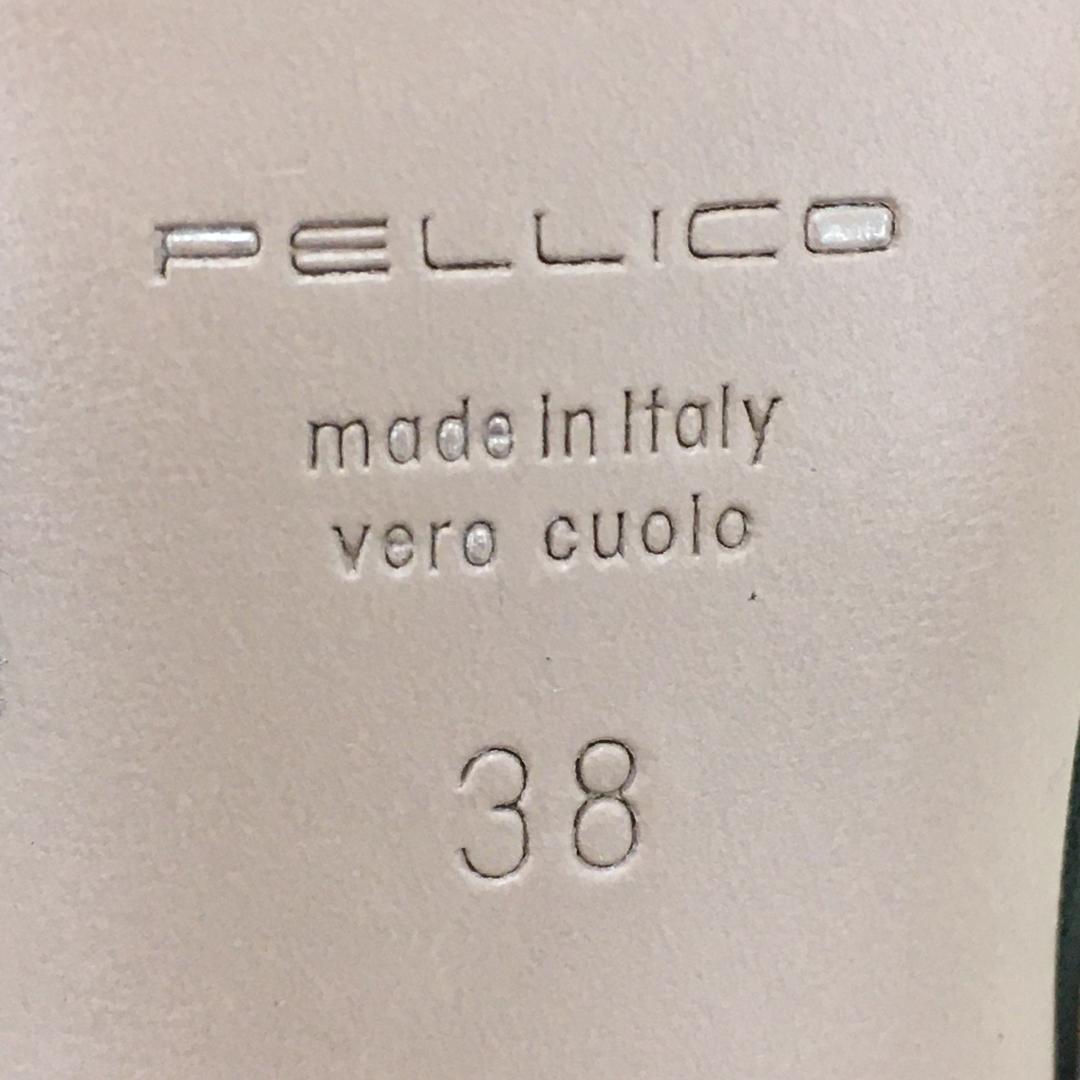 PELLICO
made in Italy
vero cuoio
38